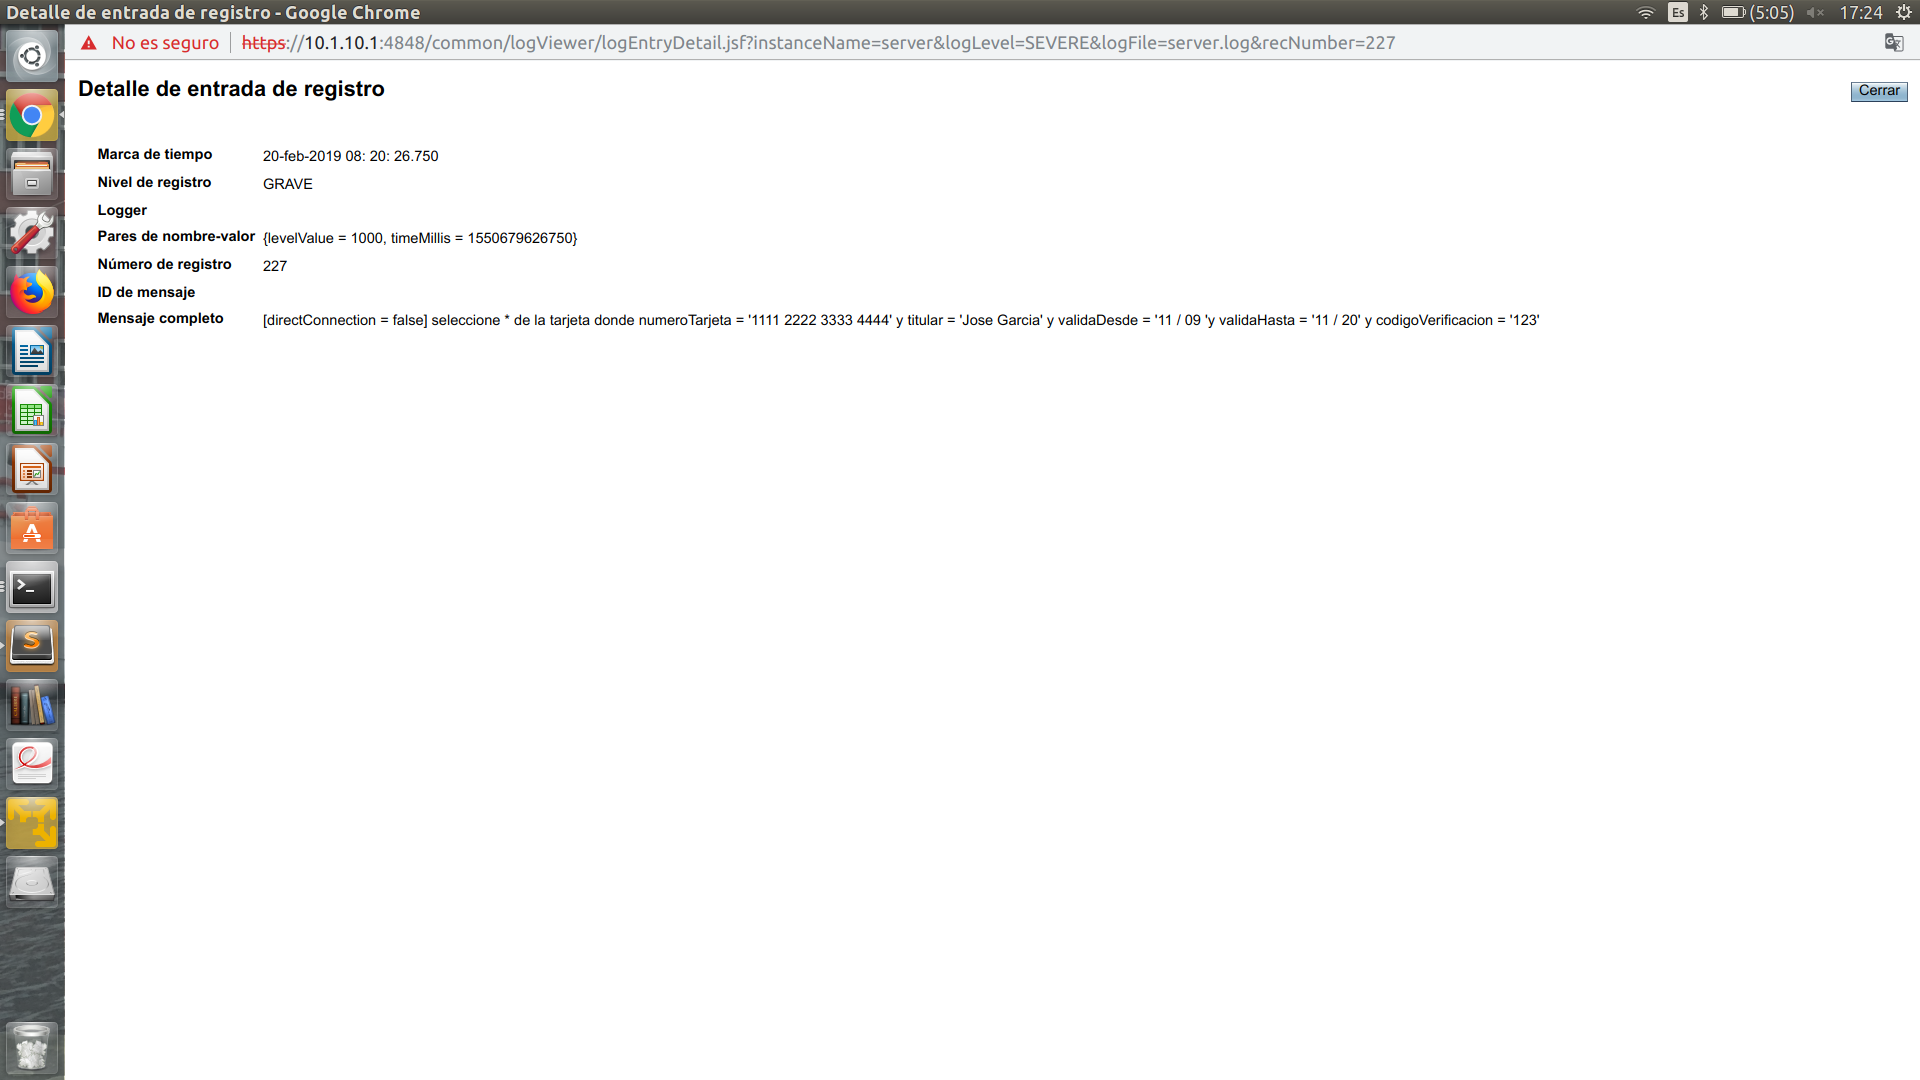 Detalle de entrada de registro - Google Chrome
Es
(5:05)
17:24
No es seguro
https://10.1.10.1:4848/common/logViewer/logEntryDetail.jsf?instanceName=server&logLevel=SEVERE&logFile=server.log&recNumber=227
Detalle de entrada de registro
Cerrar
Marca de tiempo 20-feb-2019 08: 20: 26.750
Nivel de registro GRAVE
Logger
Pares de nombre-valor {levelValue = 1000, timeMillis = 1550679626750}
Número de registro 227
ID de mensaje
Mensaje completo [directConnection = false] seleccione * de la tarjeta donde numeroTarjeta = '1111 2222 3333 4444' y titular = 'Jose Garcia' y validaDesde = '11 / 09 'y validaHasta = '11 / 20' y codigoVerificacion = '123'